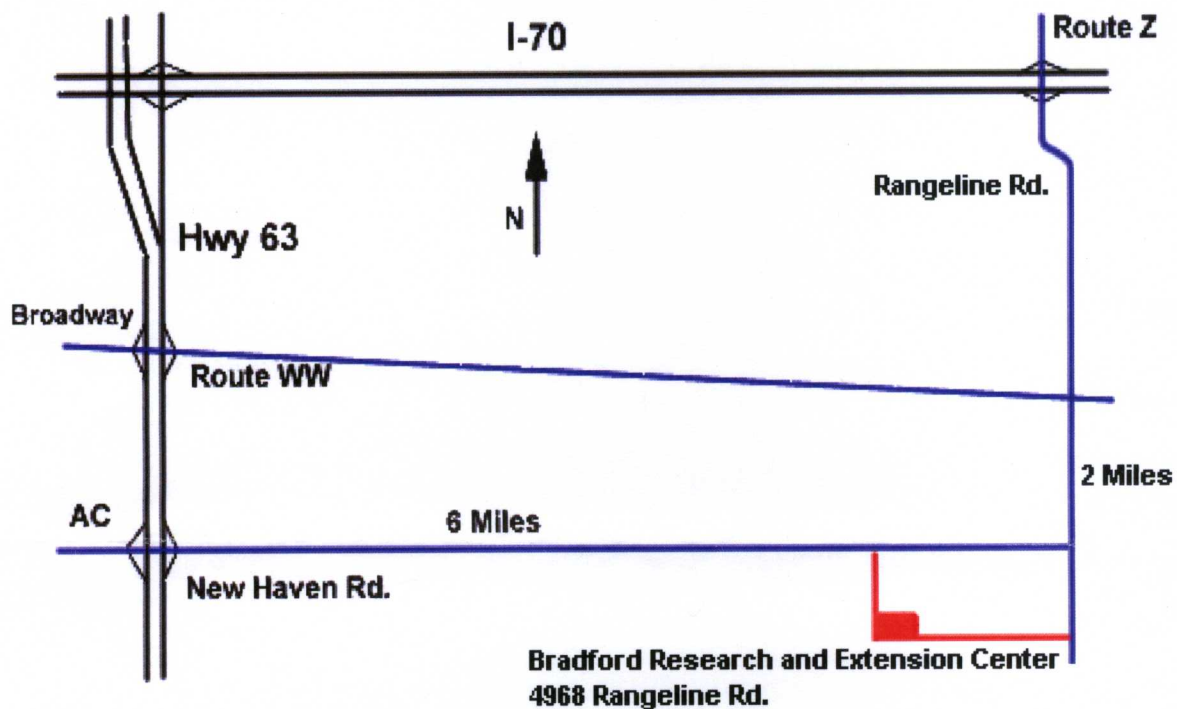 I-70
Route Z
Rangeline Rd.
N
Hwy 63
Broadway
Route WW
2 Miles
AC
6 Miles
New Haven Rd.
Bradford Research and Extension Center
4968 Rangeline Rd.